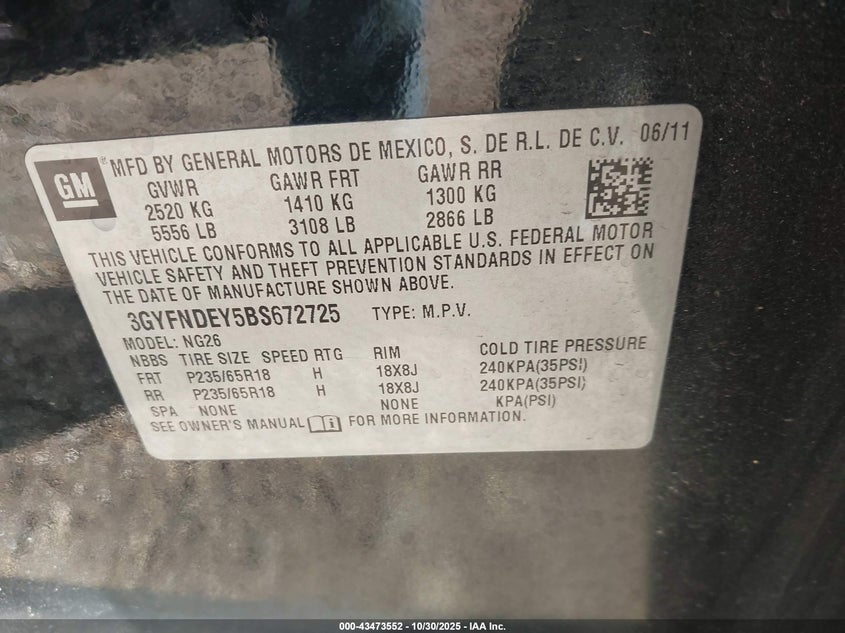 GM ® MFD BY GENERAL MOTORS DE MEXICO, S. DE R.L. DE C.V. 06/11
GVWR GAWR FRT GAWR RR
2520 KG 1410 KG 1300 KG
5556 LB 3108 LB 2866 LB
THIS VEHICLE CONFORMS TO ALL APPLICABLE U.S. FEDERAL MOTOR
VEHICLE SAFETY AND THEFT PREVENTION STANDARDS IN EFFECT ON
THE DATE OF MANUFACTURE SHOWN ABOVE.
3GYFNDEY5BS672725 TYPE: M.P.V.
MODEL: NG26
NBBS TIRE SIZE SPEED RTG RIM COLD TIRE PRESSURE
FRT P235/65R18 H 18X8J 240KPA(35PSI)
RR P235/65R18 H 18X8J 240KPA(35PSI)
SPA NONE NONE KPA(PSI)
SEE OWNER'S MANUAL FOR MORE INFORMATION.
000-43473552 - 10/30/2025 - IAA Inc.